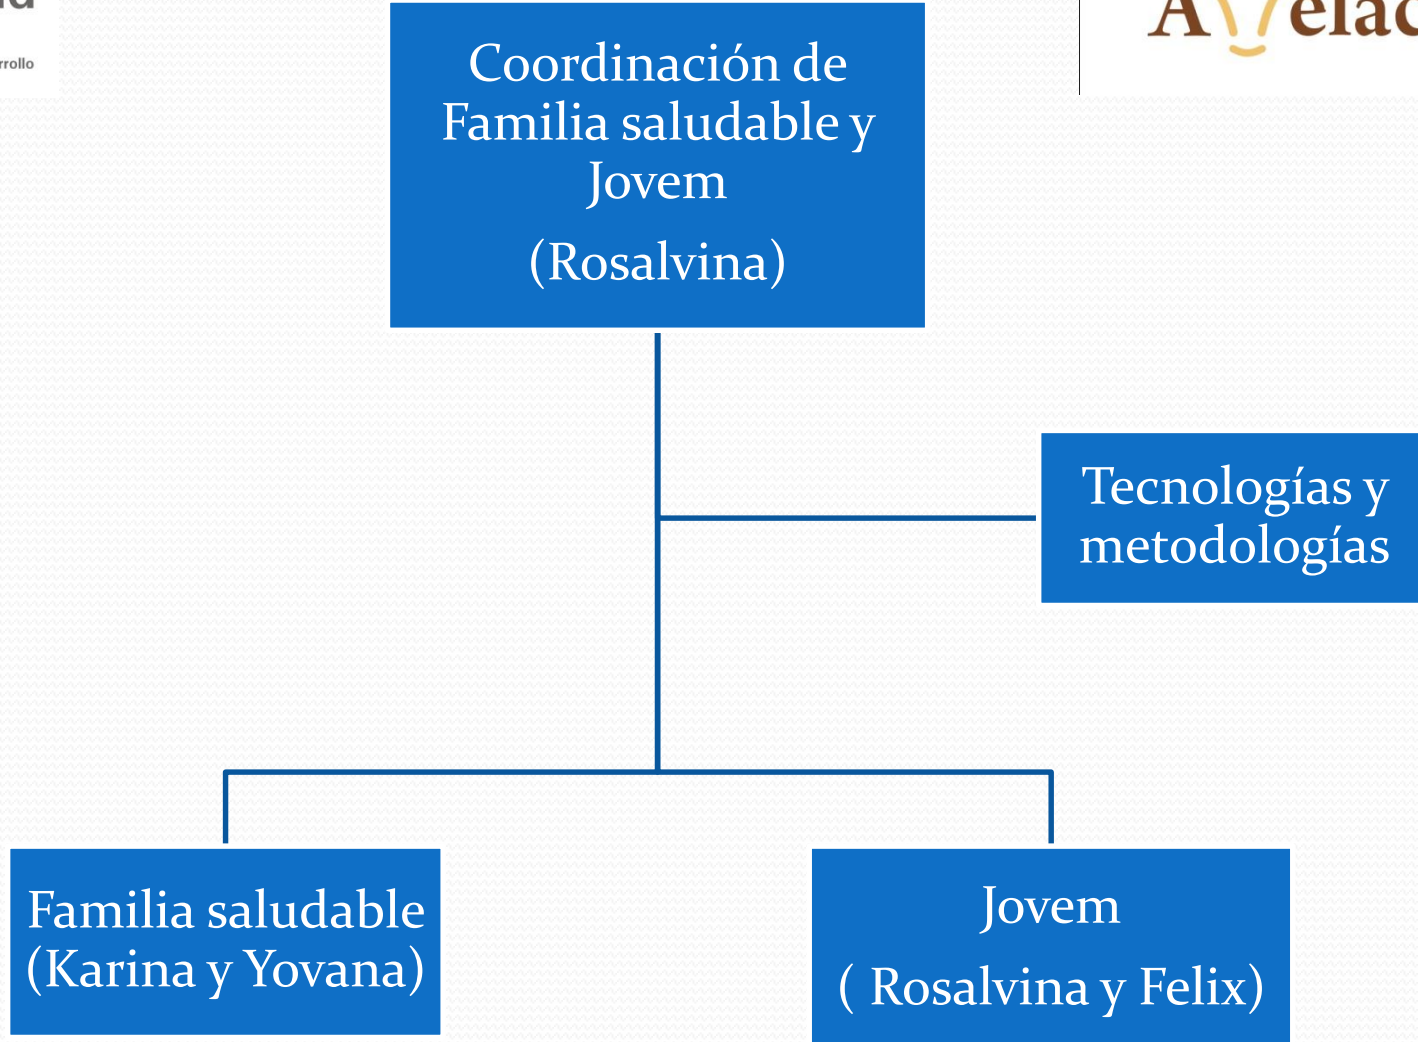 Coordinación de
Familia saludable y
Jovem
(Rosalvina)
Tecnologías y
metodologías
Familia saludable
(Karina y Yovana)
Jovem
( Rosalvina y Felix)